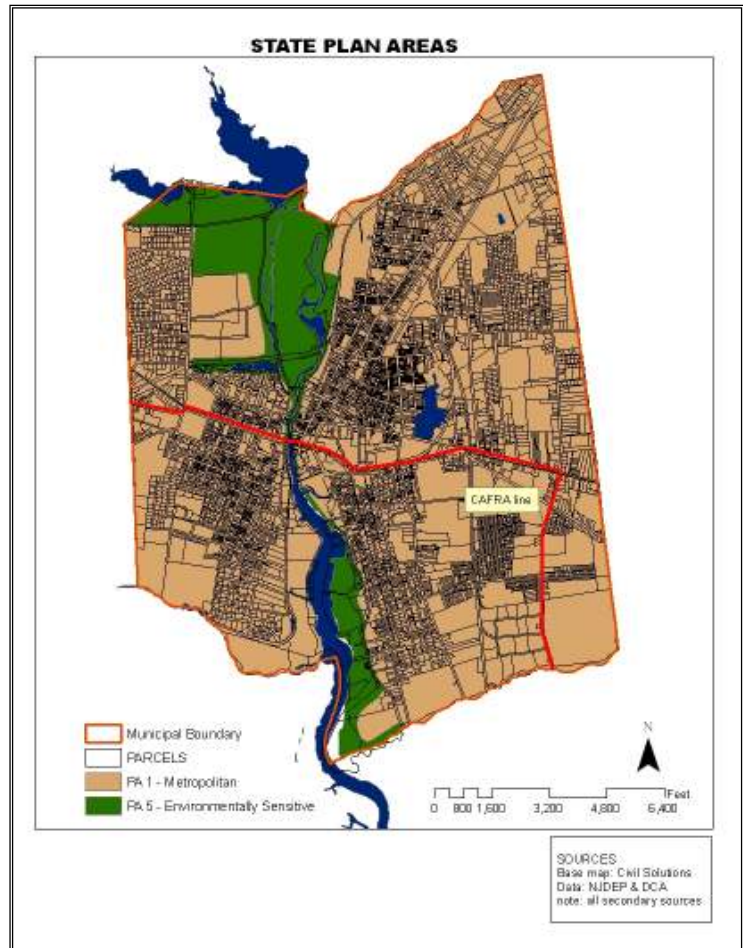 STATE PLAN AREAS
CAFRA line
Municipal Boundary
PARCELS
PA 1 - Metropolitan
PA 5 - Environmentally Sensitive
N
Feet
0 800 1,600 3,200 4,800 6,400
SOURCES
Base map: Civil Solutions
Data: NJDEP & DCA
note: all secondary sources